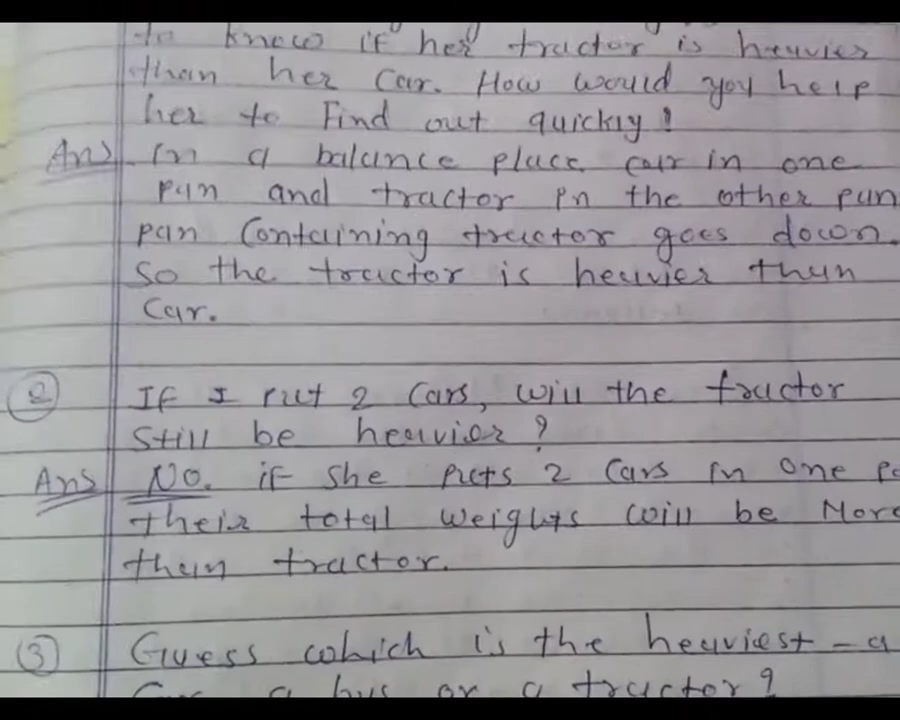 to know if her tractor is heavier
than her car. How would you help
her to Find out quickly!
Ans In a balance place car in one
pan and tractor in the other pan
pan Containing tractor goes down.
So the tractor is heavier than
Car.
2 If I put 2 Cars, will the tractor
Still be heavier?
Ans No. if She puts 2 Cars in one
their total weights will be More
than tractor.
3 Guess which is the heaviest - a
a bus or a tractor?